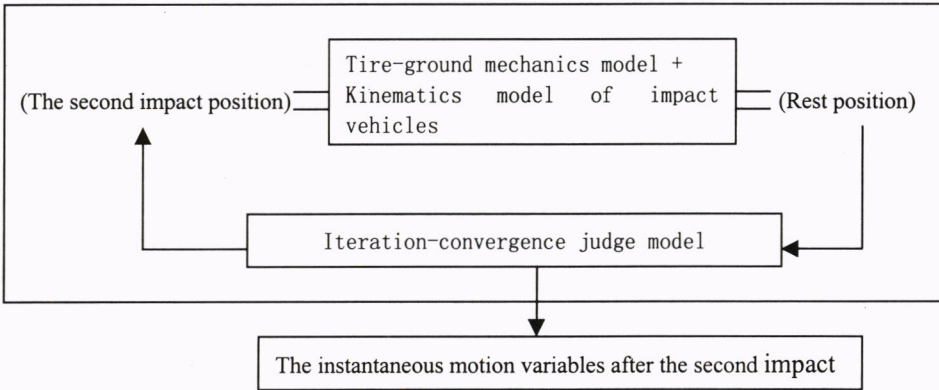 Tire-ground mechanics model +
Kinematics model of impact
vehicles
(The second impact position)
(Rest position)
Iteration-convergence judge model
The instantaneous motion variables after the second impact